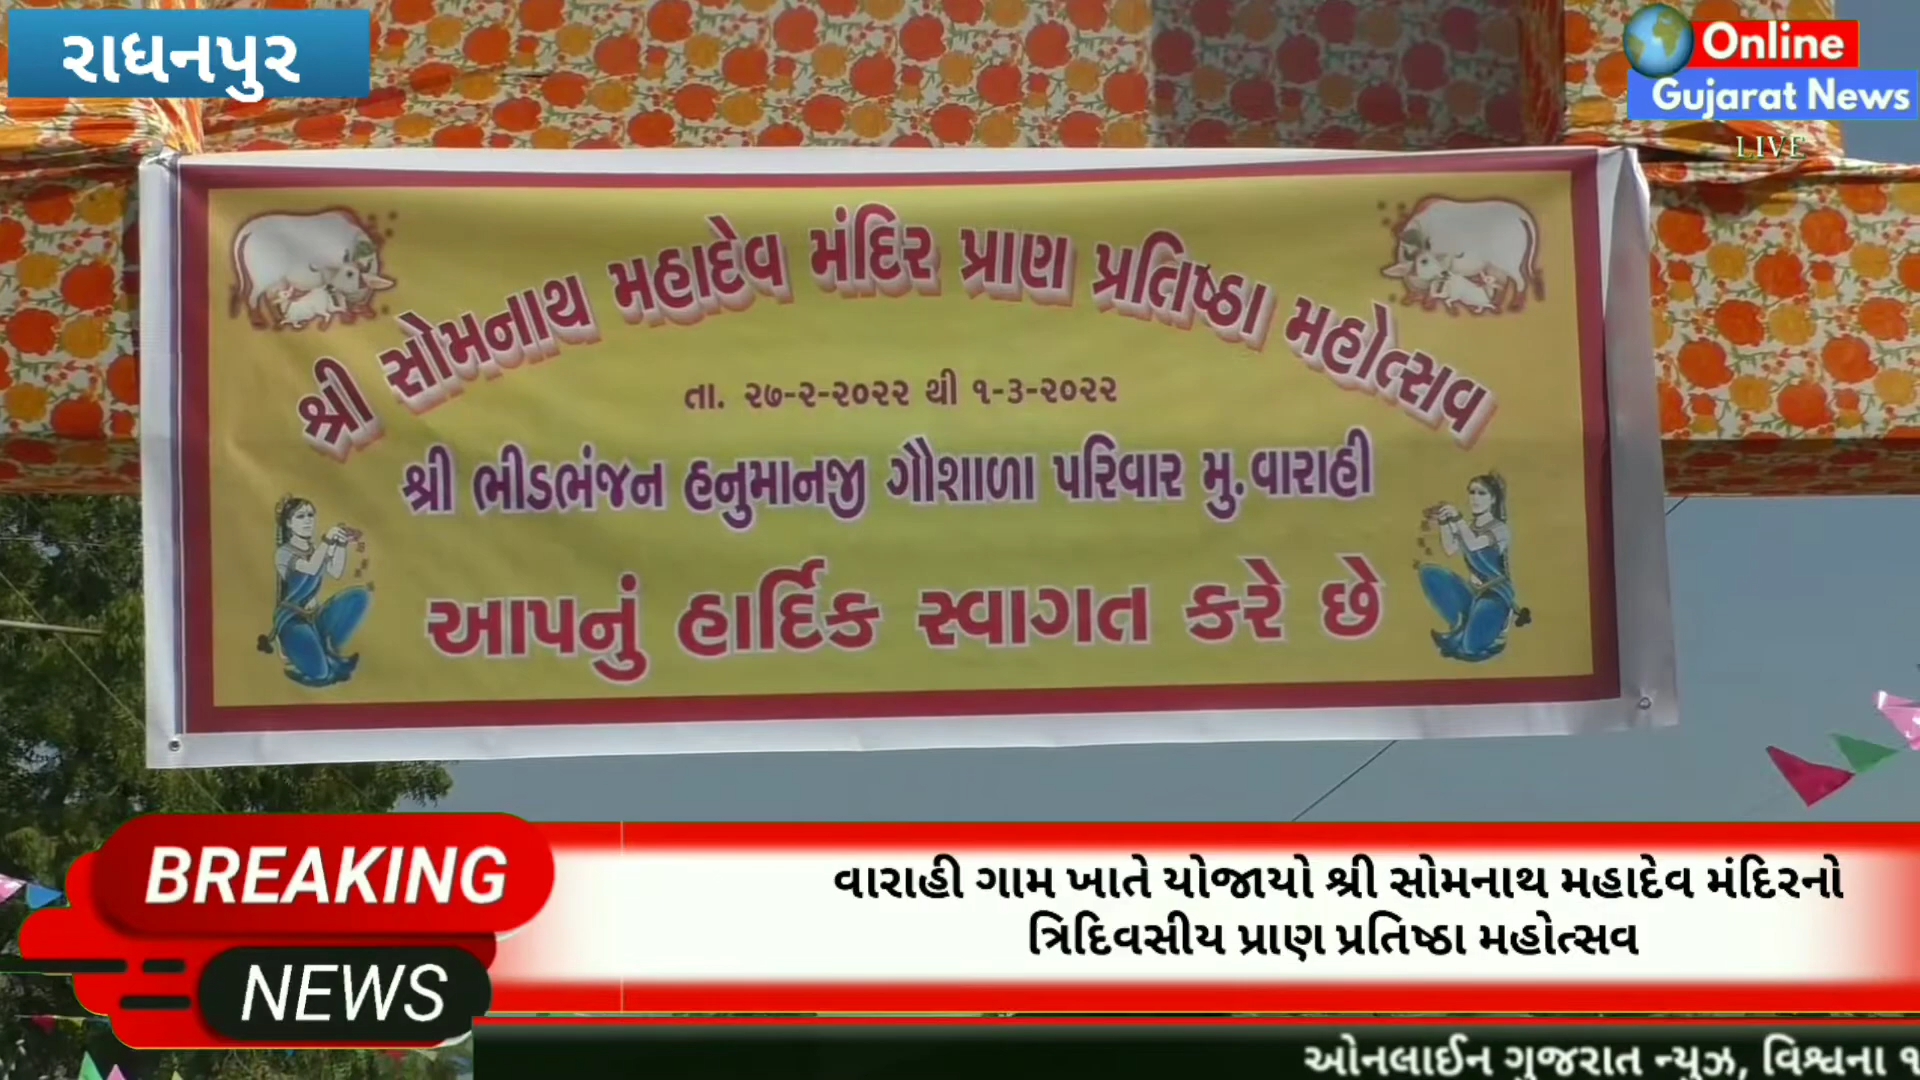 રાધનપુર
Online
Gujarat News
LIVE
શ્રી સોમનાથ મહાદેવ મંદિર પ્રાણ પ્રતિષ્ઠા મહોત્સવ
તા. ૨૭-૨-૨૦૨૨ થી ૧-૩-૨૦૨૨
શ્રી ભીડભંજન હનુમાનજી ગૌશાળા પરિવાર મુ. વારાહી
આપનું હાર્દિક સ્વાગત કરે છે
BREAKING
NEWS
વારાહી ગામ ખાતે યોજાયો શ્રી સોમનાથ મહાદેવ મંદિરનો
ત્રિદિવસીય પ્રાણ પ્રતિષ્ઠા મહોત્સવ
ઓનલાઈન ગુજરાત ન્યુઝ, વિશ્વના ૧